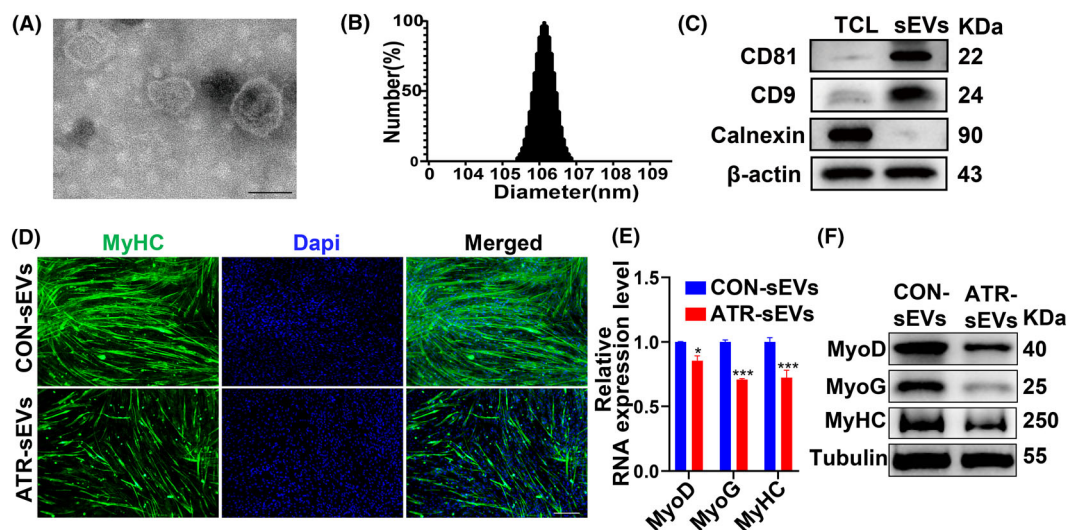 (A)
(B)
Number(%)
100
50
0
0 104 105 106 107 108 109
Diameter(nm)
(C)
TCL sEVs KDa
CD81 22
CD9 24
Calnexin 90
β-actin 43
(D)
MyHC Dapi Merged
CON-sEVs
ATR-sEVs
(E)
Relative
RNA expression level
1.5
1.0
0.5
0.0
CON-sEVs
ATR-sEVs
* *** ***
MyoD MyoG MyHC
(F)
CON- ATR-
sEVs sEVs KDa
MyoD 40
MyoG 25
MyHC 250
Tubulin 55